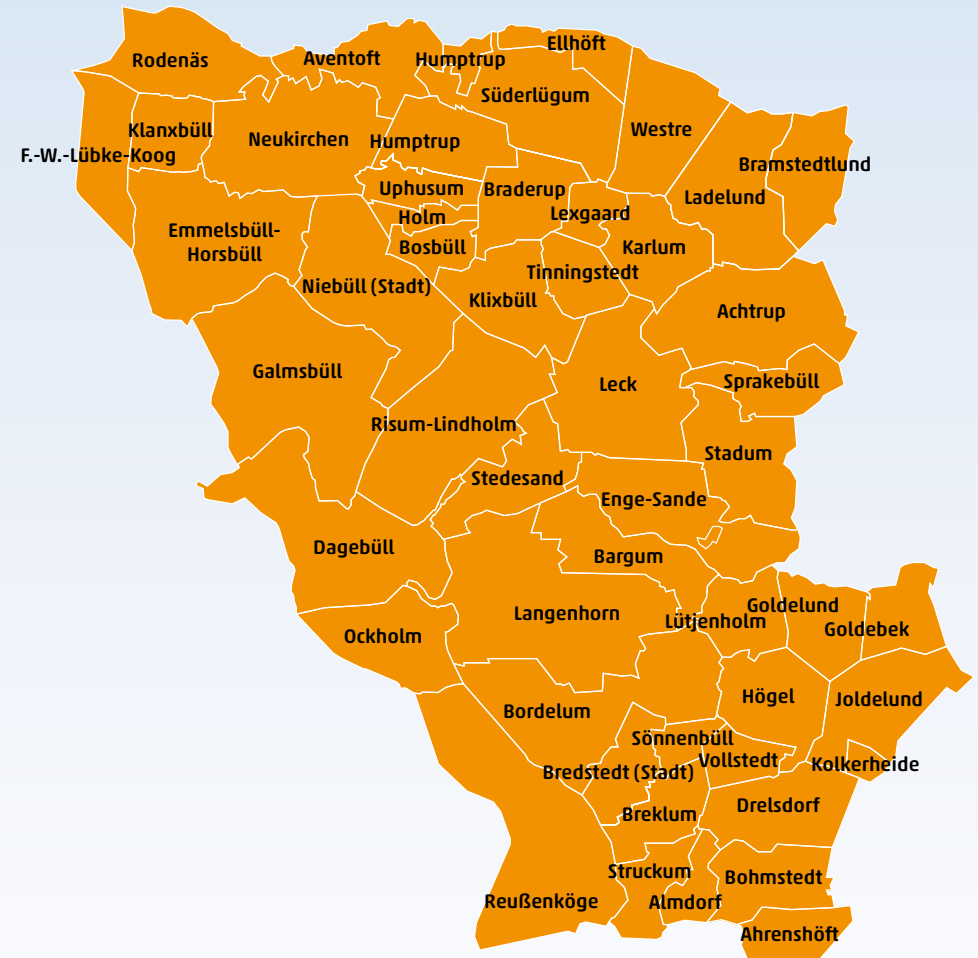 Ellhöft
Rodenäs
Aventoft
Humptrup
Süderlügum
Klanxbüll
Westre
Neukirchen
Humptrup
F.-W.-Lübke-Koog
Bramstedtlund
Uphusum
Braderup
Ladelund
Holm
Lexgaard
Emmelsbüll-
Horsbüll
Bosbüll
Karlum
Tinningstedt
Niebüll (Stadt)
Klixbüll
Achtrup
Galmsbüll
Leck
Sprakebüll
Risum-Lindholm
Stadum
Stedesand
Enge-Sande
Dagebüll
Bargum
Goldelund
Langenhorn
Lütjenholm
Goldebek
Ockholm
Högel
Joldelund
Bordelum
Sönnenbüll
Vollstedt
Kolkerheide
Bredstedt (Stadt)
Drelsdorf
Breklum
Struckum
Bohmstedt
Reußenköge
Almdorf
Ahrenshöft